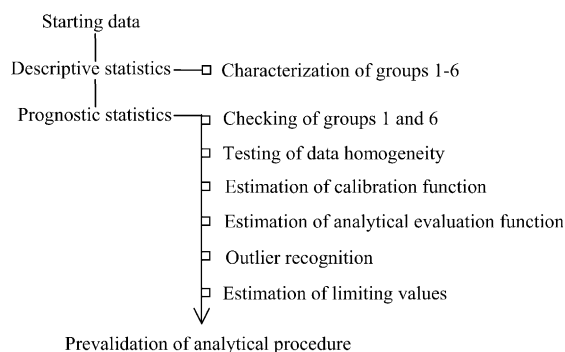 Starting data
Descriptive statistics
Characterization of groups 1-6
Prognostic statistics
Checking of groups 1 and 6
Testing of data homogeneity
Estimation of calibration function
Estimation of analytical evaluation function
Outlier recognition
Estimation of limiting values
Prevalidation of analytical procedure